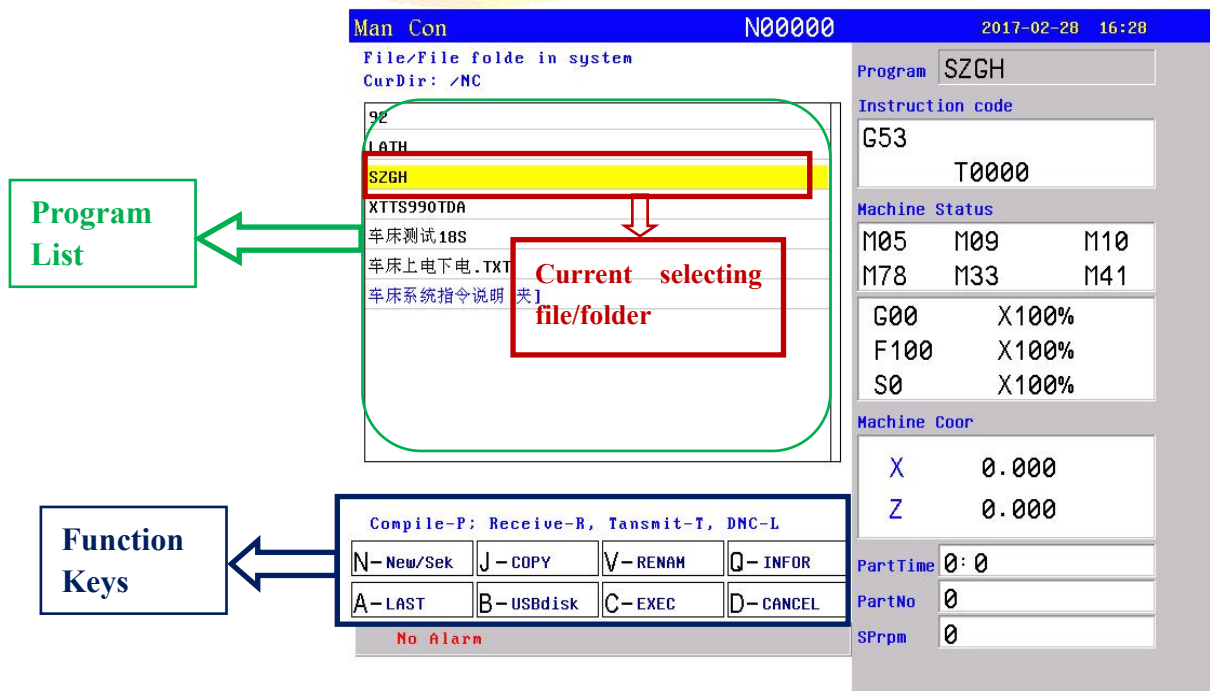 Man Con N00000 2017-02-28 16:28
File/File folde in system
CurDir: /NC
92
LATH
SZGH
XTTS990TDA
车床测试18S
车床上电下电.TXT
车床系统指令说明 夹]
Program
List
Current selecting
file/folder
Compile-P; Receive-R, Tansmit-T, DNC-L
N-New/Sek J-COPY V-RENAM Q-INFOR
A-LAST B-USBdisk C-EXEC D-CANCEL
Function
Keys
No Alarm
Program SZGH
Instruction code
G53
T0000
Machine Status
M05 M09 M10
M78 M33 M41
G00 X100%
F100 X100%
S0 X100%
Machine Coor
X 0.000
Z 0.000
PartTime 0:0
PartNo 0
SPrpm 0